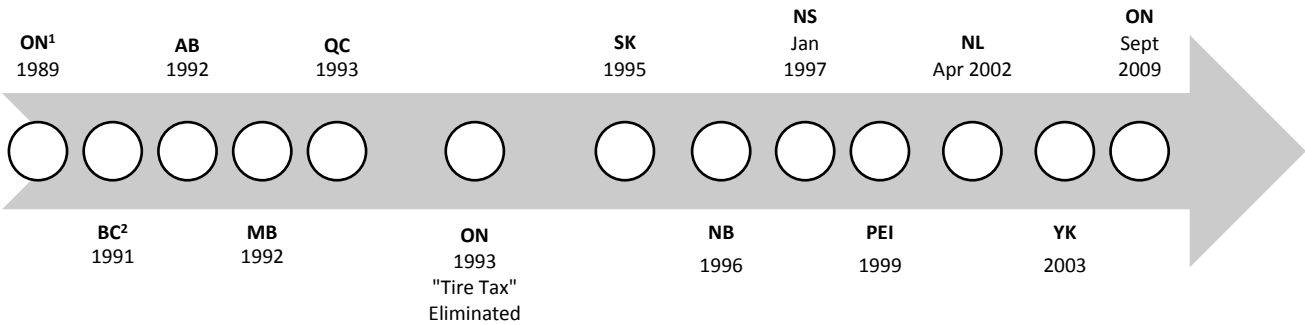 ON¹
1989
AB
1992
QC
1993
SK
1995
NS
Jan
1997
NL
Apr 2002
ON
Sept
2009
BC²
1991
MB
1992
ON
1993
"Tire Tax"
Eliminated
NB
1996
PEI
1999
YK
2003